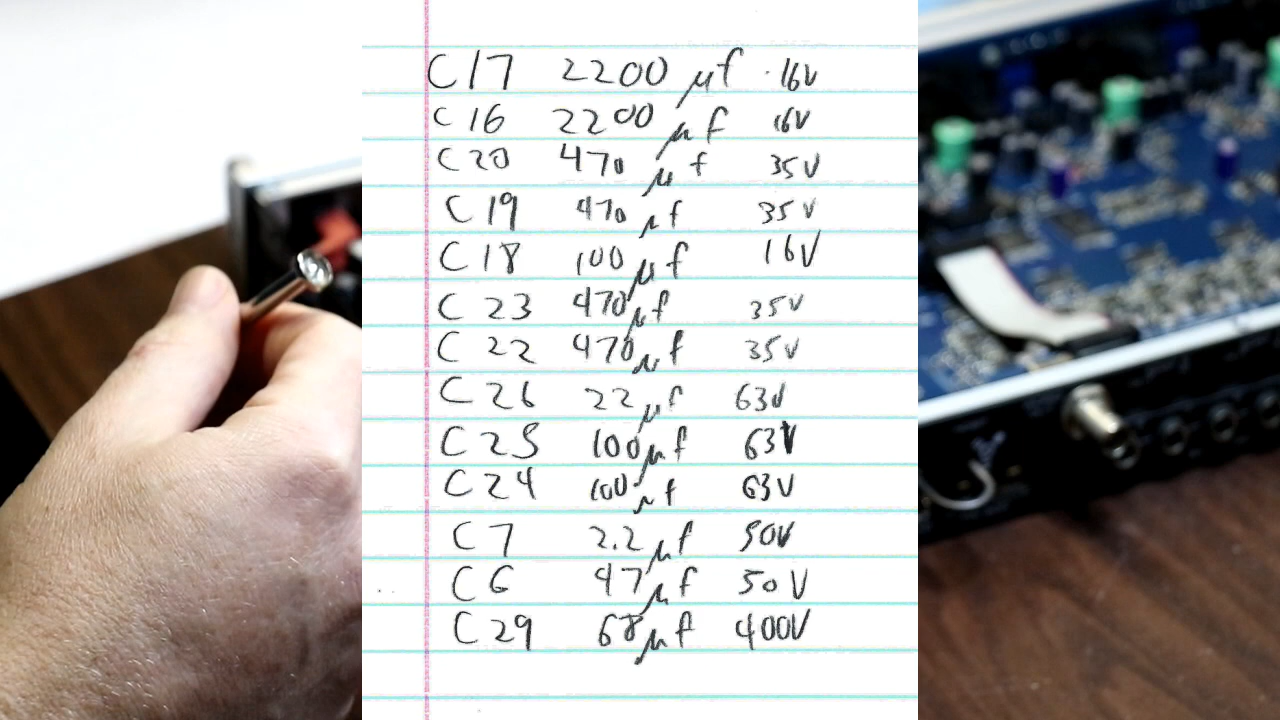 C17 2200 µf 16V
C16 2200 µf 16V
C20 470 µf 35V
C19 470 µf 35V
C18 100 µf 16V
C23 470 µf 35V
C22 470 µf 35V
C26 22 µf 63V
C25 100 µf 63V
C24 100 µf 63V
C7 2.2 µf 50V
C6 47 µf 50V
C29 68 µf 400V